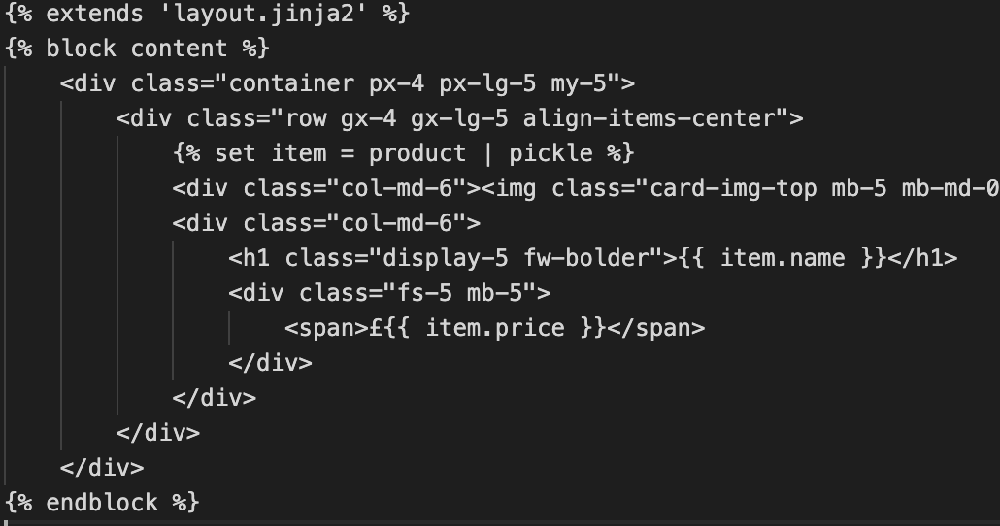 {% extends 'layout.jinja2' %}
{% block content %}
<div class="container px-4 px-lg-5 my-5">
<div class="row gx-4 gx-lg-5 align-items-center">
{% set item = product | pickle %}
<div class="col-md-6"><img class="card-img-top mb-5 mb-md-0
<div class="col-md-6">
<h1 class="display-5 fw-bolder">{{ item.name }}</h1>
<div class="fs-5 mb-5">
<span>£{{ item.price }}</span>
</div>
</div>
</div>
</div>
{% endblock %}